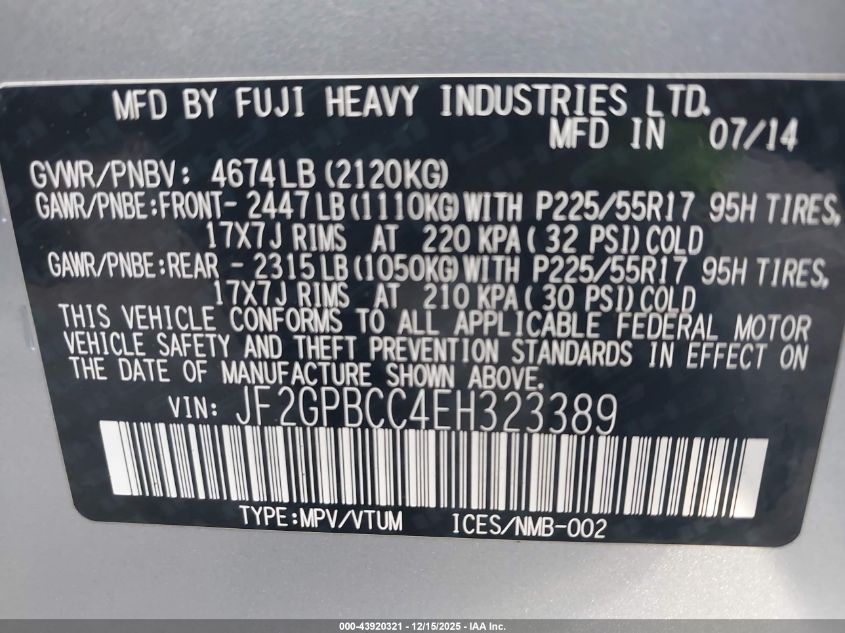 MFD BY FUJI HEAVY INDUSTRIES LTD.
MFD IN 07/14
GVWR/PNBV: 4674LB (2120KG)
GAWR/PNBE:FRONT- 2447 LB (1110KG) WITH P225/55R17 95H TIRES,
17X7J RIMS AT 220 KPA ( 32 PSI) COLD
GAWR/PNBE:REAR - 2315 LB (1050KG) WITH P225/55R17 95H TIRES,
17X7J RIMS AT 210 KPA ( 30 PSI) COLD
THIS VEHICLE CONFORMS TO ALL APPLICABLE FEDERAL MOTOR
VEHICLE SAFETY AND THEFT PREVENTION STANDARDS IN EFFECT ON
THE DATE OF MANUFACTURE SHOWN ABOVE.
VIN: JF2GPBCC4EH323389
TYPE:MPV/VTUM ICES/NMB-002
000-43920321 - 12/15/2025 - IAA Inc.